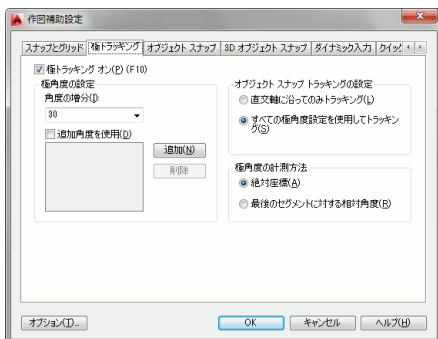 作図補助設定
スナップとグリッド 極トラッキング オブジェクト スナップ 3D オブジェクト スナップ ダイナミック入力
極トラッキング オン(P) (F10)
極角度の設定
角度の増分(I):
30
追加角度を使用(D)
追加(N)
削除
オブジェクト スナップ トラッキングの設定
直交軸に沿ってのみトラッキング(L)
すべての極角度設定を使用してトラッキン
グ(S)
極角度の計測方法
絶対座標(A)
最後のセグメントに対する相対角度(R)
オプション(T)... OK キャンセル ヘルプ(H)